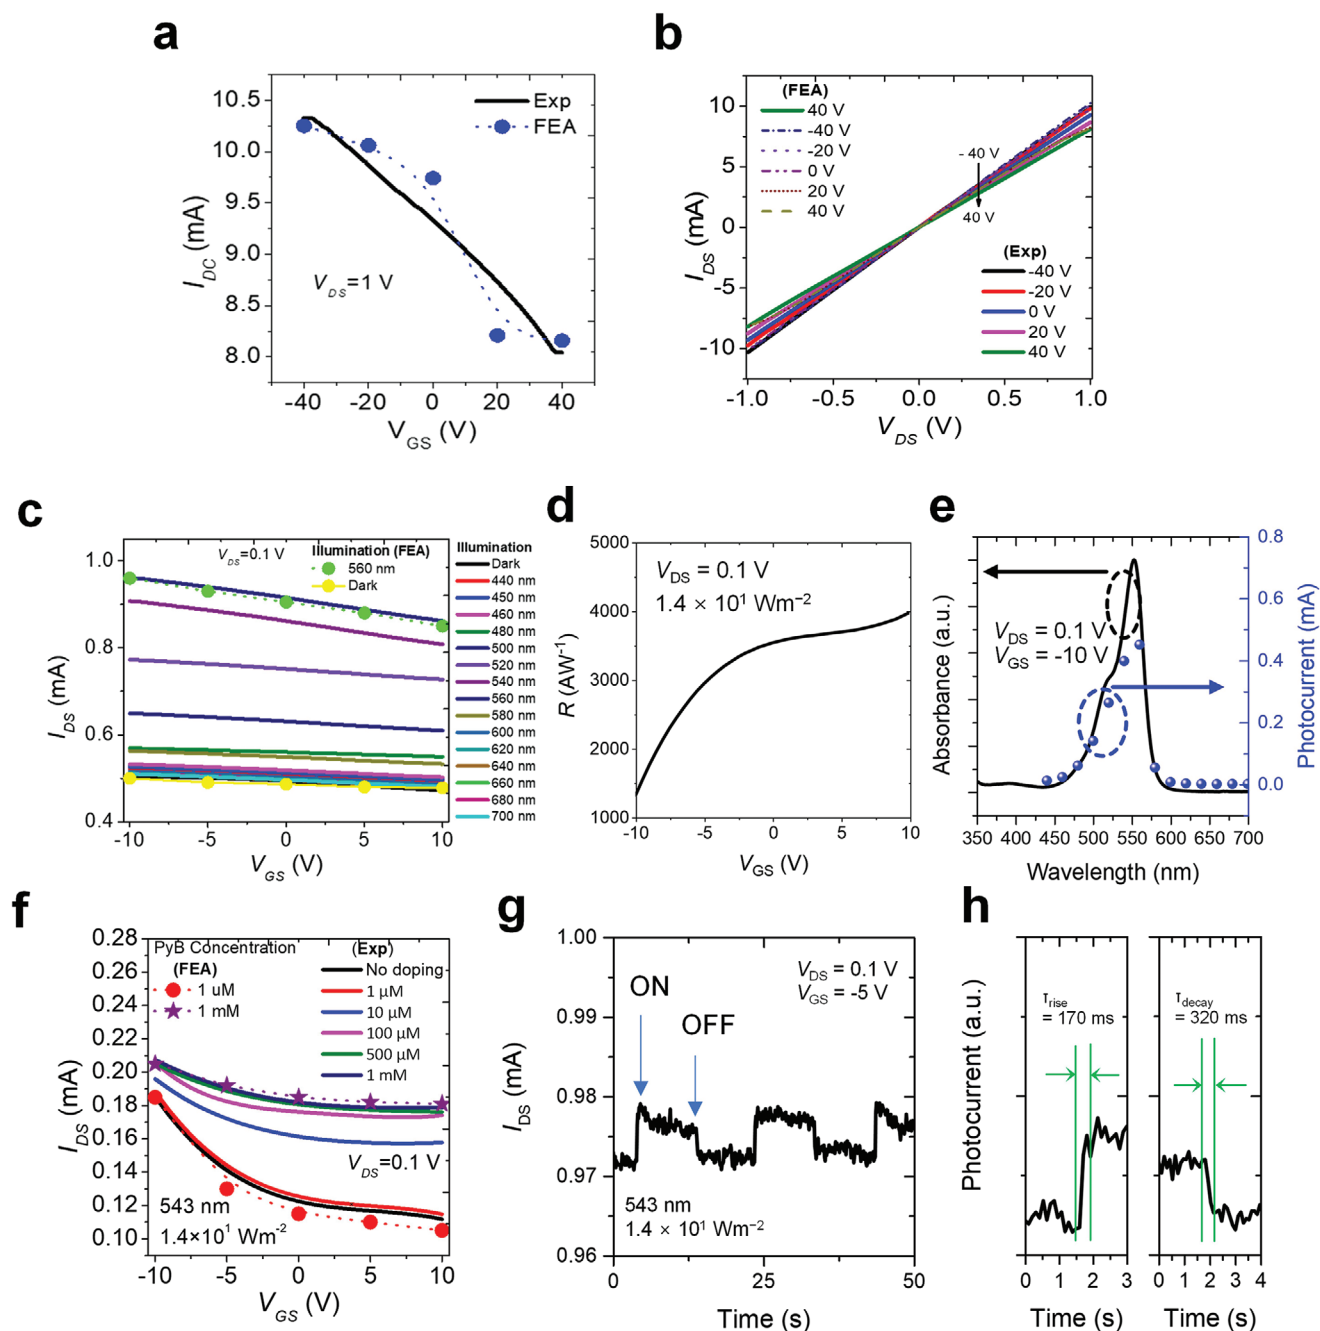 a
10.5
10.0
9.5
9.0
8.5
8.0
I_DC (mA)
Exp
FEA
V_DS=1 V
-40 -20 0 20 40
V_GS (V)
b
10
5
0
-5
-10
I_DS (mA)
(FEA)
40 V
-40 V
-20 V
0 V
20 V
40 V
- 40 V
40 V
(Exp)
-40 V
-20 V
0 V
20 V
40 V
-1.0 -0.5 0.0 0.5 1.0
V_DS (V)
c
1.0
0.8
0.6
0.4
I_DS (mA)
V_DS=0.1 V
Illumination (FEA)
560 nm
Dark
Illumination
Dark
440 nm
450 nm
460 nm
480 nm
500 nm
520 nm
540 nm
560 nm
580 nm
600 nm
620 nm
640 nm
660 nm
680 nm
700 nm
-10 -5 0 5 10
V_GS (V)
d
5000
4000
3000
2000
1000
R (AW⁻¹)
V_DS = 0.1 V
1.4 × 10¹ Wm⁻²
-10 -5 0 5 10
V_GS (V)
e
Absorbance (a.u.)
V_DS = 0.1 V
V_GS = -10 V
0.8
0.6
0.4
0.2
0.0
Photocurrent (mA)
350 400 450 500 550 600 650 700
Wavelength (nm)
f
0.28
0.26
0.24
0.22
0.20
0.18
0.16
0.14
0.12
0.10
I_DS (mA)
PyB Concentration
(FEA)
1 uM
1 mM
(Exp)
No doping
1 µM
10 µM
100 µM
500 µM
1 mM
V_DS=0.1 V
543 nm
1.4×10¹ Wm⁻²
-10 -5 0 5 10
V_GS (V)
g
1.00
0.99
0.98
0.97
0.96
I_DS (mA)
V_DS = 0.1 V
V_GS = -5 V
ON
OFF
543 nm
1.4 × 10¹ Wm⁻²
0 25 50
Time (s)
h
Photocurrent (a.u.)
τ_rise
= 170 ms
0 1 2 3
Time (s)
τ_decay
= 320 ms
0 1 2 3 4
Time (s)